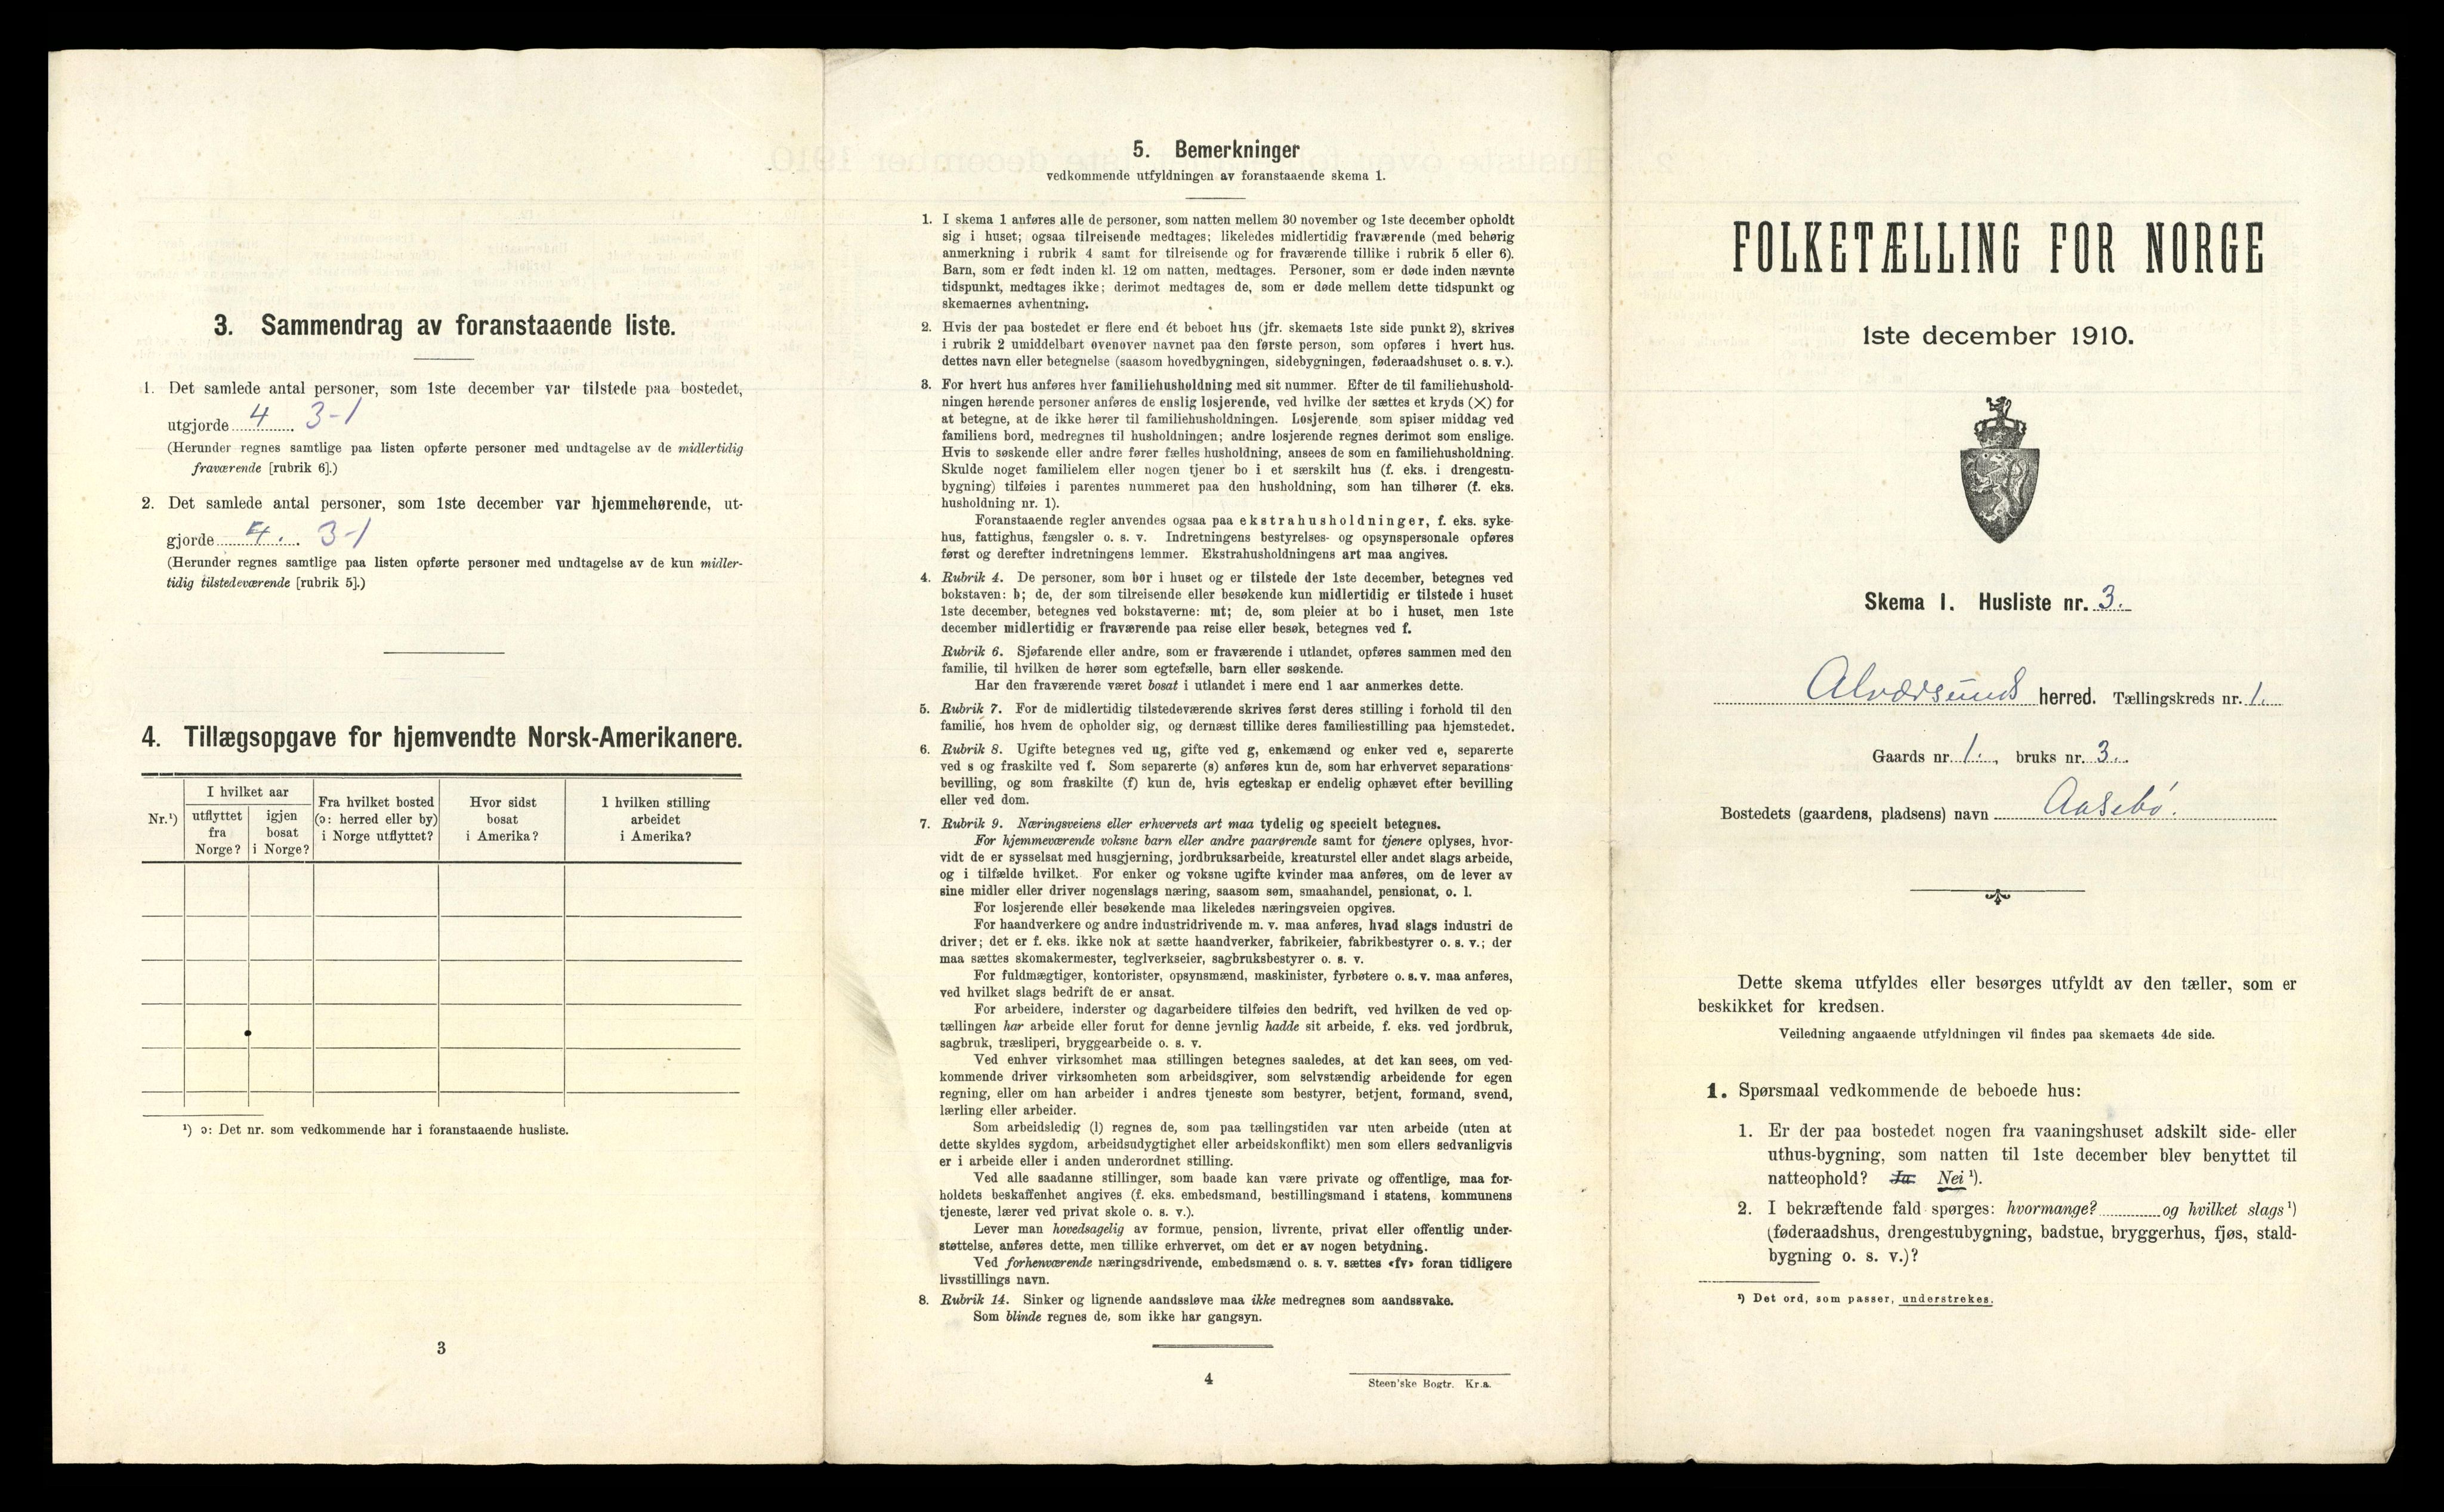 3. Sammendrag av foranstaaende liste.
1. Det samlede antal personer, som 1ste december var tilstede paa bostedet,
utgjorde 4. 3-1
(Herunder regnes samtlige paa listen opførte personer med undtagelse av de midlertidig
fraværende [rubrik 6].)
2. Det samlede antal personer, som 1ste december var hjemmehørende, ut-
gjorde 4. 3-1
(Herunder regnes samtlige paa listen opførte personer med undtagelse av de kun midler-
tidig tilstedeværende [rubrik 5].)
4. Tillægsopgave for hjemvendte Norsk-Amerikanere.
Nr.¹)
I hvilket aar
utflyttet
fra
Norge?
igjen
bosat
i Norge?
Fra hvilket bosted
(ɔ: herred eller by)
i Norge utflyttet?
Hvor sidst
bosat
i Amerika?
I hvilken stilling
arbeidet
i Amerika?
¹) ɔ: Det nr. som vedkommende har i foranstaaende husliste.
3
5. Bemerkninger
vedkommende utfyldningen av foranstaaende skema 1.
1. I skema 1 anføres alle de personer, som natten mellem 30 november og 1ste december opholdt
sig i huset; ogsaa tilreisende medtages; likeledes midlertidig fraværende (med behørig
anmerkning i rubrik 4 samt for tilreisende og for fraværende tillike i rubrik 5 eller 6).
Barn, som er født inden kl. 12 om natten, medtages. Personer, som er døde inden nævnte
tidspunkt, medtages ikke; derimot medtages de, som er døde mellem dette tidspunkt og
skemaernes avhentning.
2. Hvis der paa bostedet er flere end ét beboet hus (jfr. skemaets 1ste side punkt 2), skrives
i rubrik 2 umiddelbart ovenover navnet paa den første person, som opføres i hvert hus.
dettes navn eller betegnelse (saasom hovedbygningen, sidebygningen, føderaadshuset o. s. v.).
3. For hvert hus anføres hver familiehusholdning med sit nummer. Efter de til familiehushold-
ningen hørende personer anføres de enslig losjerende, ved hvilke der sættes et kryds (×) for
at betegne, at de ikke hører til familiehusholdningen. Losjerende som spiser middag ved
familiens bord, medregnes til husholdningen; andre losjerende regnes derimot som enslige.
Hvis to søskende eller andre fører fælles husholdning, ansees de som en familiehusholdning.
Skulde noget familielem eller nogen tjener bo i et særskilt hus (f. eks. i drengestu-
bygning) tilføies i parentes nummeret paa den husholdning, som han tilhører (f. eks.
husholdning nr. 1).
Foranstaaende regler anvendes ogsaa paa ekstrahusholdninger, f. eks. syke-
hus, fattighus, fængsler o. s. v. Indretningens bestyrelses- og opsynspersonale opføres
først og derefter indretningens lemmer. Ekstrahusholdningens art maa angives.
4. Rubrik 4. De personer, som bor i huset og er tilstede der 1ste december, betegnes ved
bokstaven: b; de, der som tilreisende eller besøkende kun midlertidig er tilstede i huset
1ste december, betegnes ved bokstaverne: mt; de, som pleier at bo i huset, men 1ste
december midlertidig er fraværende paa reise eller besøk, betegnes ved f.
Rubrik 6. Sjøfarende eller andre, som er fraværende i utlandet, opføres sammen med den
familie, til hvilken de hører som egtefælle, barn eller søskende.
Har den fraværende været bosat i utlandet i mere end 1 aar anmerkes dette.
5. Rubrik 7. For de midlertidig tilstedeværende skrives først deres stilling i forhold til den
familie, hos hvem de opholder sig, og dernæst tillike deres familiestilling paa hjemstedet.
6. Rubrik 8. Ugifte betegnes ved ug, gifte ved g, enkemænd og enker ved e, separerte
ved s og fraskilte ved f. Som separerte (s) anføres kun de, som har erhvervet separations-
bevilling, og som fraskilte (f) kun de, hvis egteskap er endelig ophævet efter bevilling
eller ved dom.
7. Rubrik 9. Næringsveiens eller erhvervets art maa tydelig og specielt betegnes.
For hjemmeværende voksne barn eller andre paarørende samt for tjenere oplyses, hvor-
vidt de er sysselsat med husgjerning, jordbruksarbeide, kreaturstel eller andet slags arbeide,
og i tilfælde hvilket. For enker og voksne ugifte kvinder maa anføres, om de lever av
sine midler eller driver nogenslags næring, saasom søm, smaahandel, pensionat, o. l.
For losjerende eller besøkende maa likeledes næringsveien opgives.
For haandverkere og andre industridrivende m. v. maa anføres, hvad slags industri de
driver; det er f. eks. ikke nok at sætte haandverker, fabrikeier, fabrikbestyrer o. s. v.; der
maa sættes skomakermester, teglverkseier, sagbruksbestyrer o. s. v.
For fuldmægtiger, kontorister, opsynsmænd, maskinister, fyrbøtere o. s. v. maa anføres,
ved hvilket slags bedrift de er ansat.
For arbeidere, inderster og dagarbeidere tilføies den bedrift, ved hvilken de ved op-
tællingen har arbeide eller forut for denne jevnlig hadde sit arbeide, f. eks. ved jordbruk,
sagbruk, træsliperi, bryggearbeide o. s. v.
Ved enhver virksomhet maa stillingen betegnes saaledes, at det kan sees, om ved-
kommende driver virksomheten som arbeidsgiver, som selvstændig arbeidende for egen
regning, eller om han arbeider i andres tjeneste som bestyrer, betjent, formand, svend,
lærling eller arbeider.
Som arbeidsledig (l) regnes de, som paa tællingstiden var uten arbeide (uten at
dette skyldes sygdom, arbeidsudygtighet eller arbeidskonflikt) men som ellers sedvanligvis
er i arbeide eller i anden underordnet stilling.
Ved alle saadanne stillinger, som baade kan være private og offentlige, maa for-
holdets beskaffenhet angives (f. eks. embedsmand, bestillingsmand i statens, kommunens
tjeneste, lærer ved privat skole o. s. v.).
Lever man hovedsagelig av formue, pension, livrente, privat eller offentlig under-
støttelse, anføres dette, men tillike erhvervet, om det er av nogen betydning.
Ved forhenværende næringsdrivende, embedsmænd o. s. v. sættes «fv» foran tidligere
livsstillings navn.
8. Rubrik 14. Sinker og lignende aandssløve maa ikke medregnes som aandssvake.
Som blinde regnes de, som ikke har gangsyn.
4
Steen'ske Bogtr. Kr.a.
FOLKETÆLLING FOR NORGE
1ste december 1910.
Skema I. Husliste nr. 3.
Alværsunds herred. Tællingskreds nr. 1.
Gaards nr. 1., bruks nr. 3.
Bostedets (gaardens, pladsens) navn Aasebö.
Dette skema utfyldes eller besørges utfyldt av den tæller, som er
beskikket for kredsen.
Veiledning angaaende utfyldningen vil findes paa skemaets 4de side.
1. Spørsmaal vedkommende de beboede hus:
1. Er der paa bostedet nogen fra vaaningshuset adskilt side- eller
uthus-bygning, som natten til 1ste december blev benyttet til
natteophold? Ja. Nei ¹).
2. I bekræftende fald spørges: hvormange? og hvilket slags ¹)
(føderaadshus, drengestubygning, badstue, bryggerhus, fjøs, stald-
bygning o. s. v.)?
¹) Det ord, som passer, understrekes.